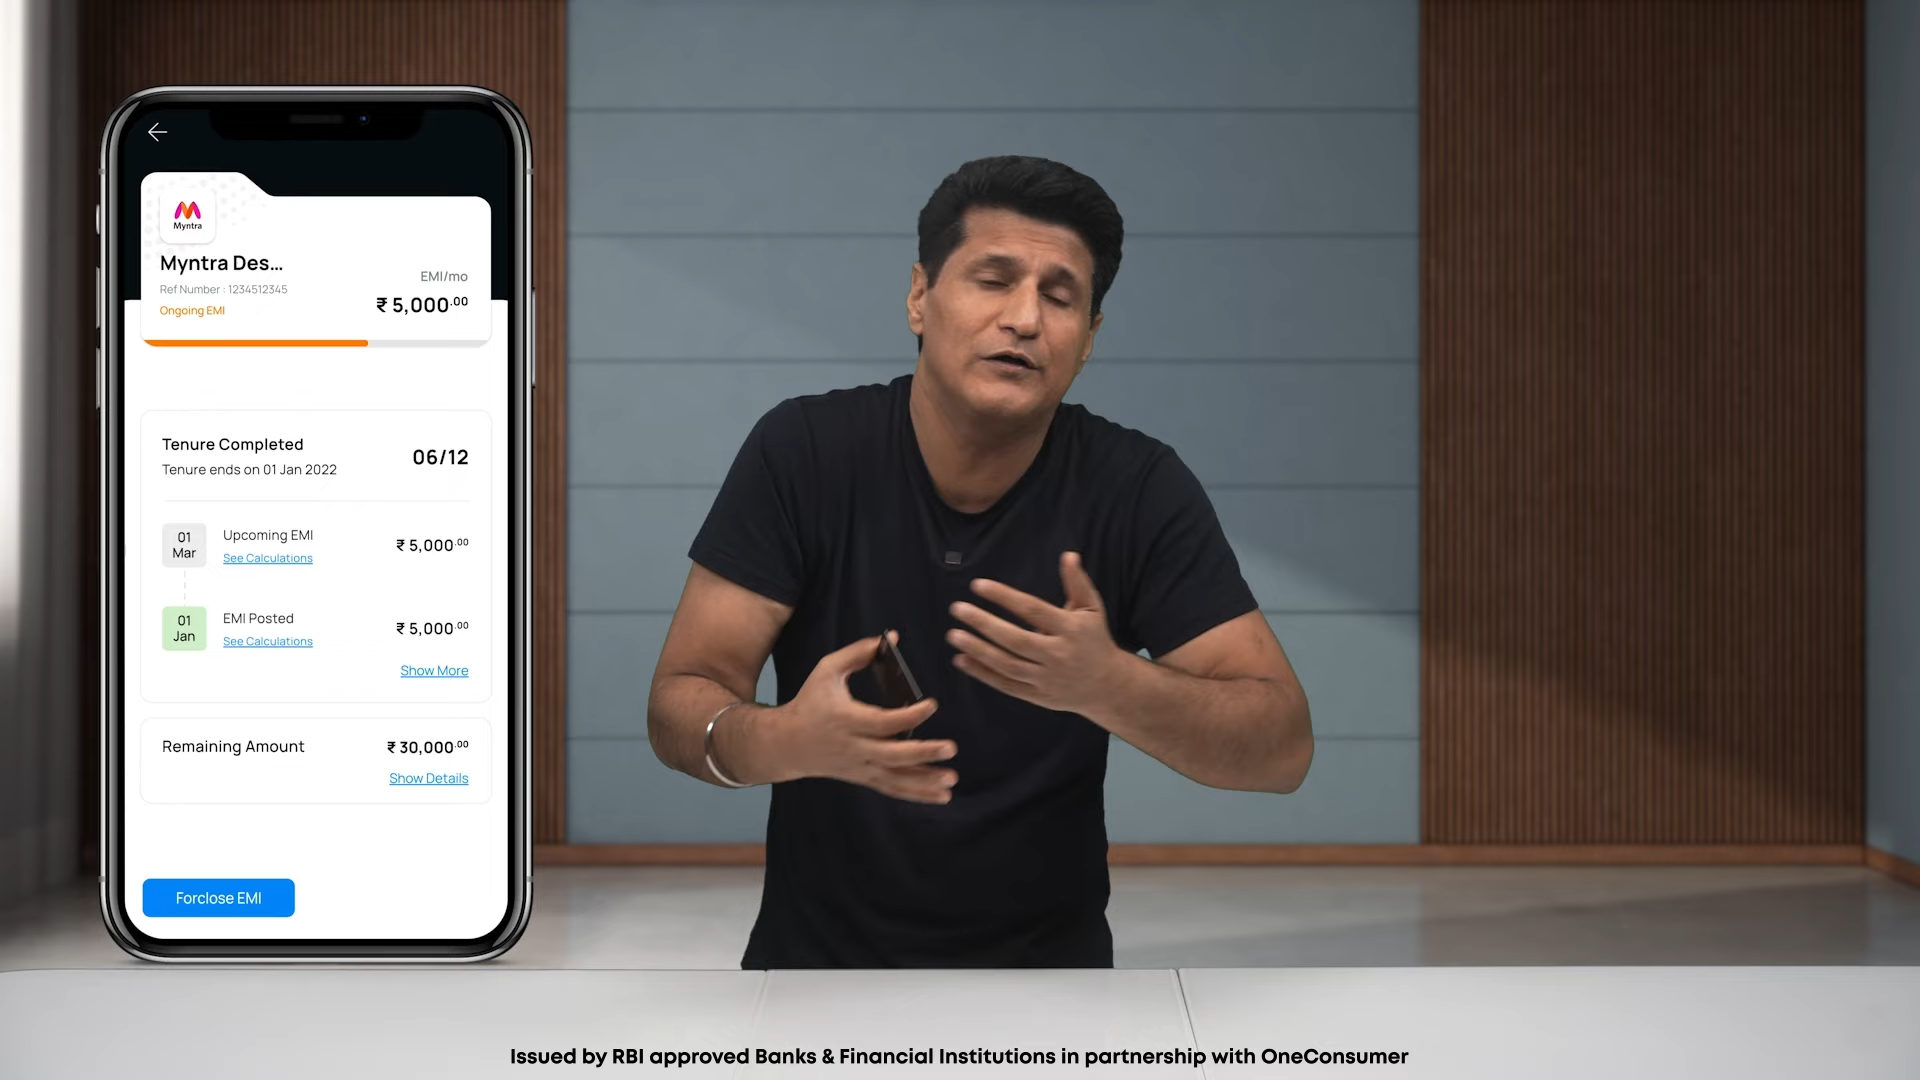 Myntra
Myntra Des...
EMI/mo
Ref Number : 1234512345
₹ 5,000.00
Ongoing EMI
Tenure Completed
06/12
Tenure ends on 01 Jan 2022
01
Mar
Upcoming EMI
₹ 5,000.00
See Calculations
01
Jan
EMI Posted
₹ 5,000.00
See Calculations
Show More
Remaining Amount
₹ 30,000.00
Show Details
Forclose EMI
Issued by RBI approved Banks & Financial Institutions in partnership with OneConsumer